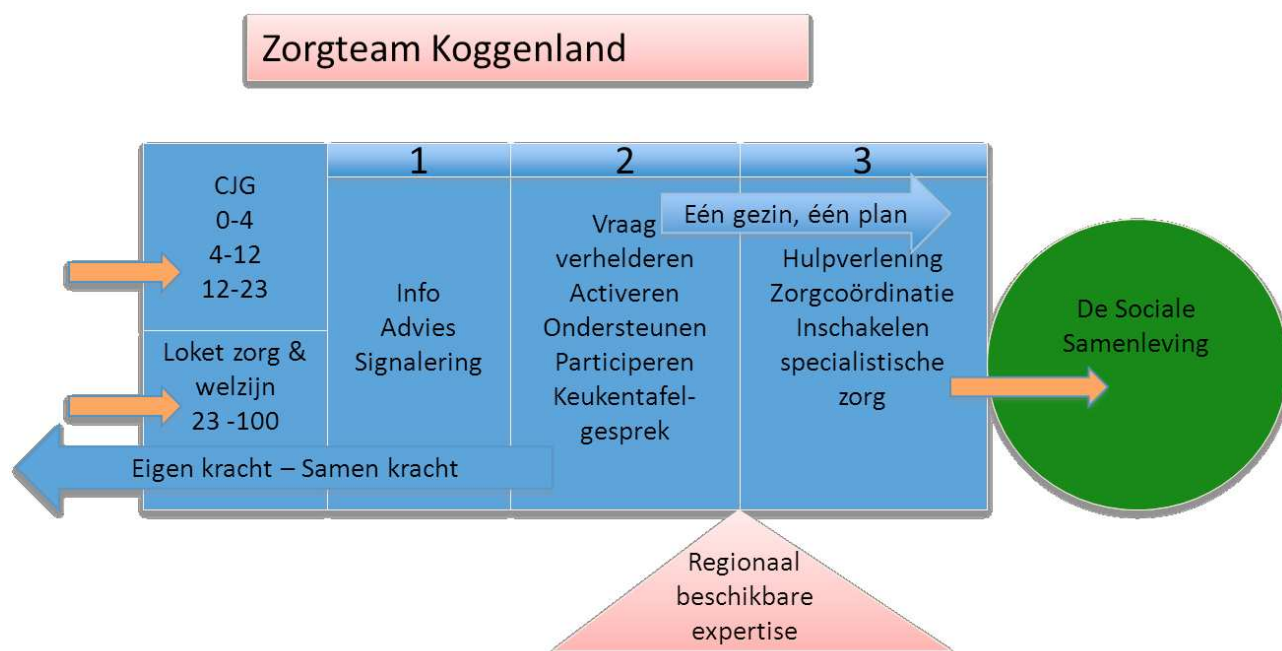 Zorgteam Koggenland
CJG
0-4
4-12
12-23
Loket zorg &
welzijn
23 -100
1
Info
Advies
Signalering
2
Vraag
verhelderen
Activeren
Ondersteunen
Participeren
Keukentafel-
gesprek
3
Eén gezin, één plan
Hulpverlening
Zorgcoördinatie
Inschakelen
specialistische
zorg
De Sociale
Samenleving
Eigen kracht – Samen kracht
Regionaal
beschikbare
expertise